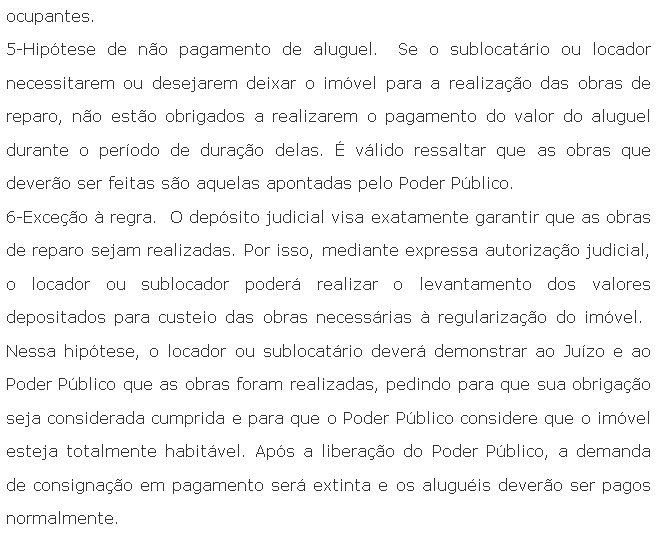 ocupantes.
5-Hipótese de não pagamento de aluguel.  Se o sublocatário ou locador
necessitarem ou desejarem deixar o imóvel para a realização das obras de
reparo, não estão obrigados a realizarem o pagamento do valor do aluguel
durante o período de duração delas. É válido ressaltar que as obras que
deverão ser feitas são aquelas apontadas pelo Poder Público.
6-Exceção à regra.  O depósito judicial visa exatamente garantir que as obras
de reparo sejam realizadas. Por isso, mediante expressa autorização judicial,
o locador ou sublocador poderá realizar o levantamento dos valores
depositados para custeio das obras necessárias à regularização do imóvel.
Nessa hipótese, o locador ou sublocatário deverá demonstrar ao Juízo e ao
Poder Público que as obras foram realizadas, pedindo para que sua obrigação
seja considerada cumprida e para que o Poder Público considere que o imóvel
esteja totalmente habitável. Após a liberação do Poder Público, a demanda
de consignação em pagamento será extinta e os aluguéis deverão ser pagos
normalmente.